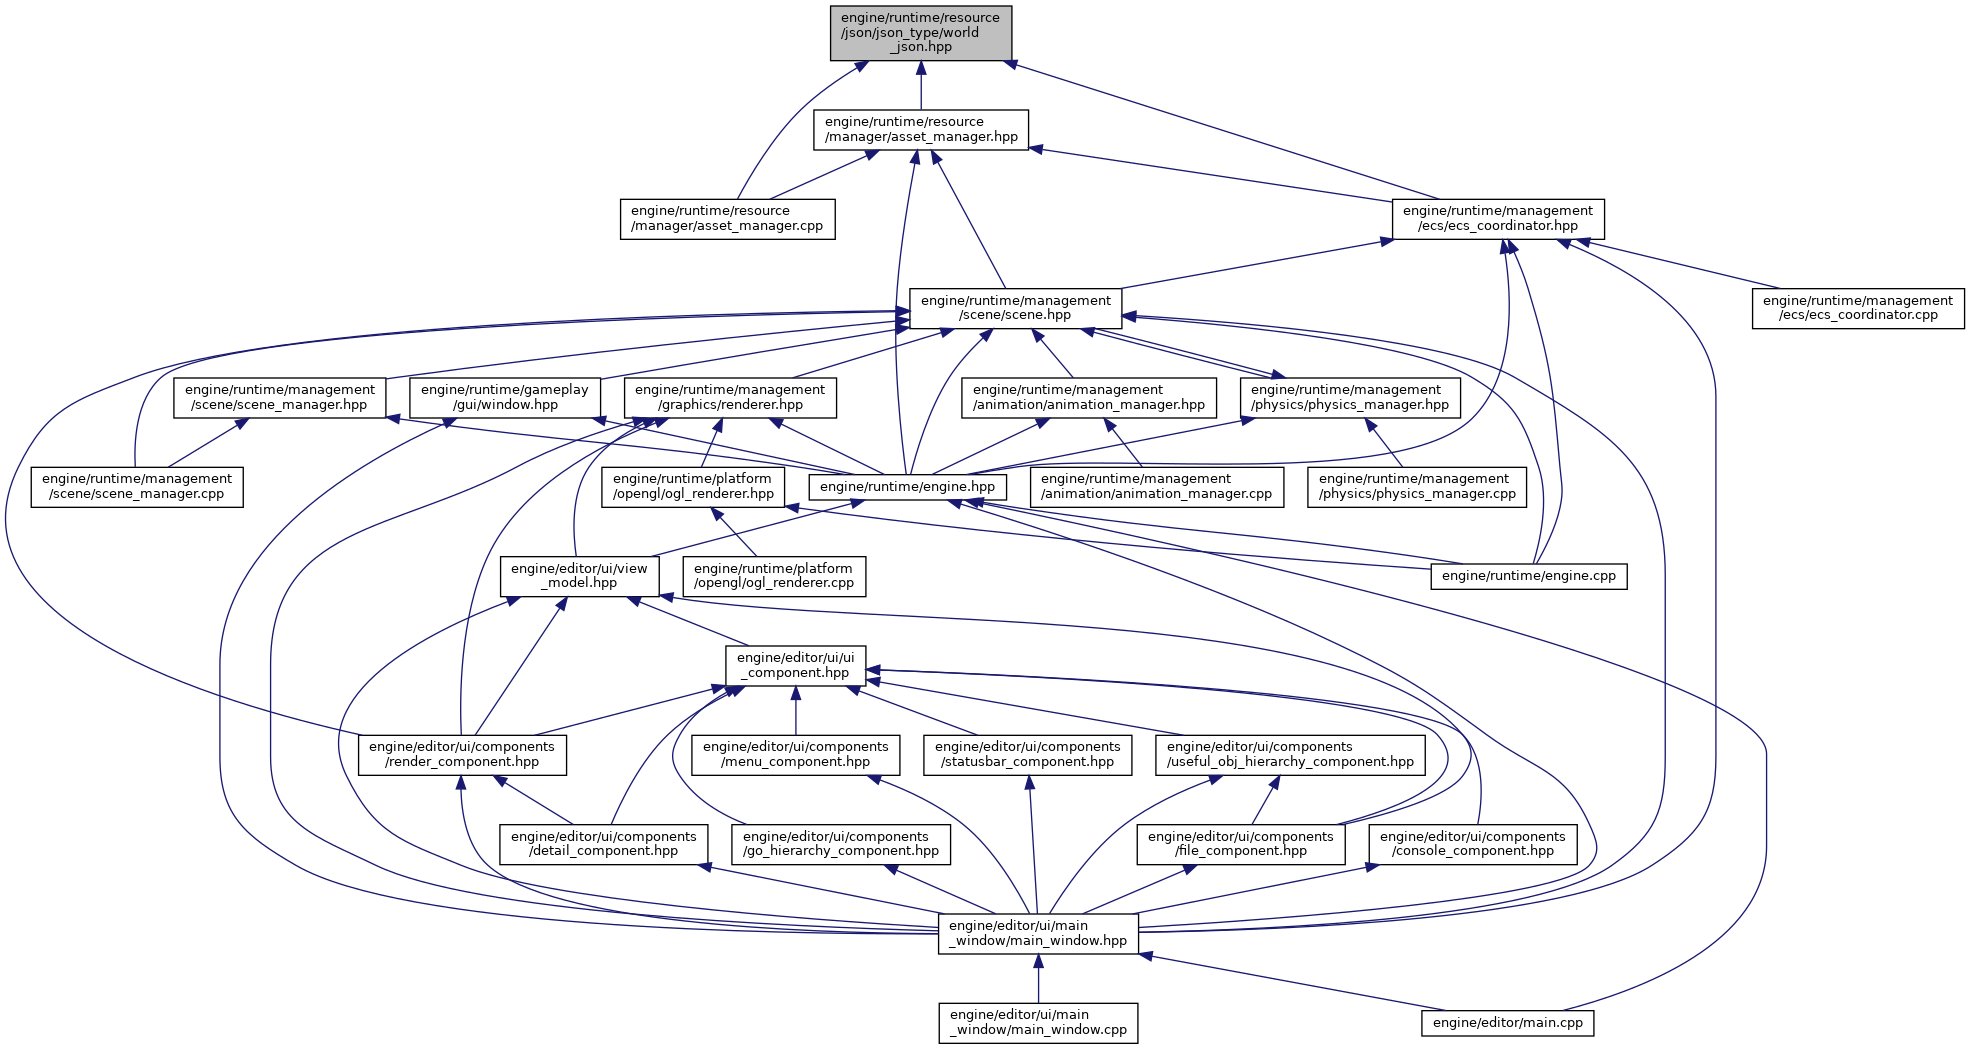 engine/runtime/resource
/json/json_type/world
_json.hpp
engine/runtime/resource
/manager/asset_manager.hpp
engine/runtime/resource
/manager/asset_manager.cpp
engine/runtime/management
/ecs/ecs_coordinator.hpp
engine/runtime/management
/scene/scene.hpp
engine/runtime/management
/ecs/ecs_coordinator.cpp
engine/runtime/management
/scene/scene_manager.hpp
engine/runtime/gameplay
/gui/window.hpp
engine/runtime/management
/graphics/renderer.hpp
engine/runtime/management
/animation/animation_manager.hpp
engine/runtime/management
/physics/physics_manager.hpp
engine/runtime/management
/scene/scene_manager.cpp
engine/runtime/platform
/opengl/ogl_renderer.hpp
engine/runtime/engine.hpp
engine/runtime/management
/animation/animation_manager.cpp
engine/runtime/management
/physics/physics_manager.cpp
engine/editor/ui/view
_model.hpp
engine/runtime/platform
/opengl/ogl_renderer.cpp
engine/runtime/engine.cpp
engine/editor/ui/ui
_component.hpp
engine/editor/ui/components
/render_component.hpp
engine/editor/ui/components
/menu_component.hpp
engine/editor/ui/components
/statusbar_component.hpp
engine/editor/ui/components
/useful_obj_hierarchy_component.hpp
engine/editor/ui/components
/detail_component.hpp
engine/editor/ui/components
/go_hierarchy_component.hpp
engine/editor/ui/components
/file_component.hpp
engine/editor/ui/components
/console_component.hpp
engine/editor/ui/main
_window/main_window.hpp
engine/editor/ui/main
_window/main_window.cpp
engine/editor/main.cpp